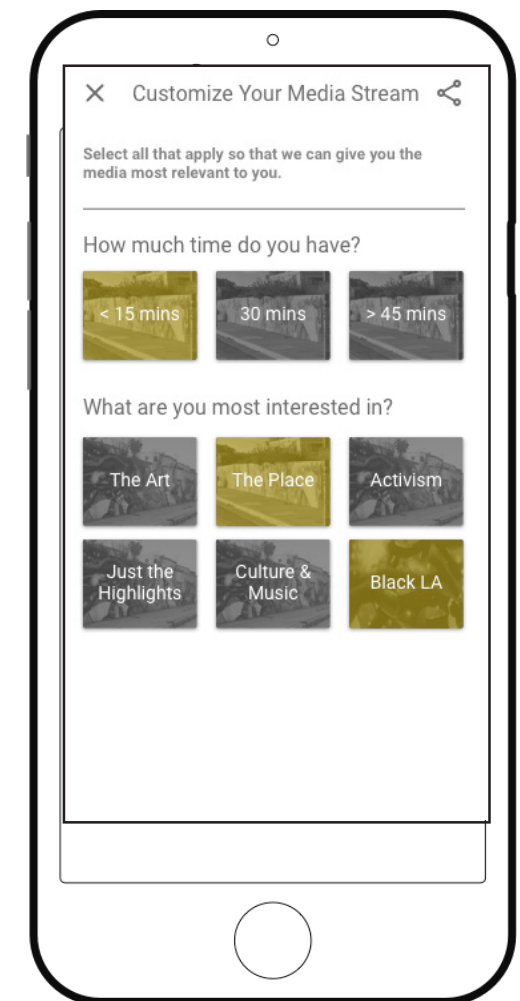 Customize Your Media Stream
Select all that apply so that we can give you the
media most relevant to you.
How much time do you have?
< 15 mins
30 mins
> 45 mins
What are you most interested in?
The Art
The Place
Activism
Just the
Highlights
Culture &
Music
Black LA